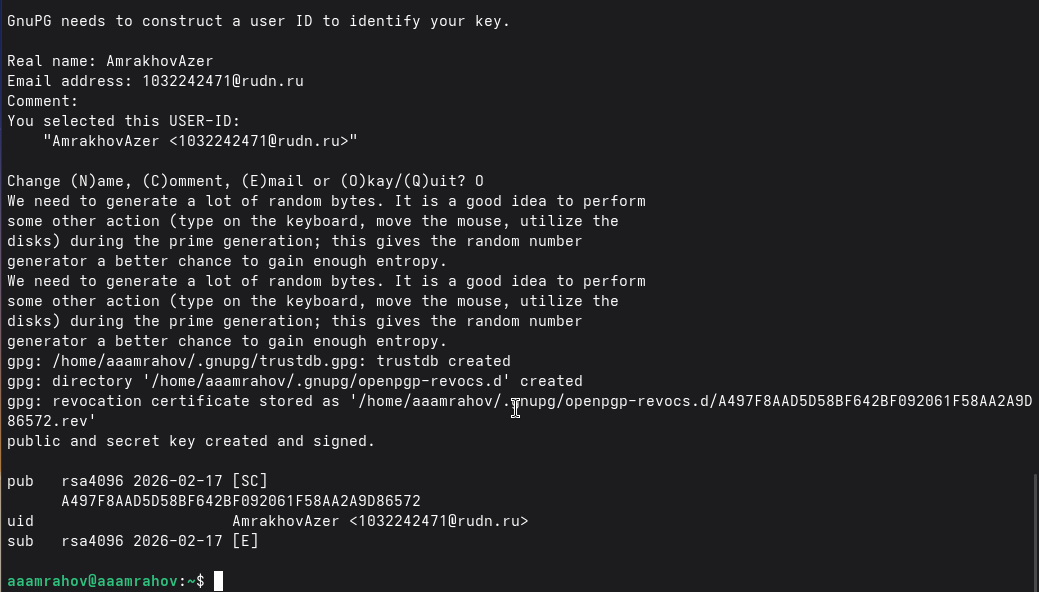 GnuPG needs to construct a user ID to identify your key.
Real name: AmrakhovAzer
Email address: 1032242471@rudn.ru
Comment:
You selected this USER-ID:
    "AmrakhovAzer <1032242471@rudn.ru>"
Change (N)ame, (C)omment, (E)mail or (O)kay/(Q)uit? O
We need to generate a lot of random bytes. It is a good idea to perform
some other action (type on the keyboard, move the mouse, utilize the
disks) during the prime generation; this gives the random number
generator a better chance to gain enough entropy.
We need to generate a lot of random bytes. It is a good idea to perform
some other action (type on the keyboard, move the mouse, utilize the
disks) during the prime generation; this gives the random number
generator a better chance to gain enough entropy.
gpg: /home/aaamrahov/.gnupg/trustdb.gpg: trustdb created
gpg: directory '/home/aaamrahov/.gnupg/openpgp-revocs.d' created
gpg: revocation certificate stored as '/home/aaamrahov/.gnupg/openpgp-revocs.d/A497F8AAD5D58BF642BF092061F58AA2A9D
86572.rev'
public and secret key created and signed.
pub   rsa4096 2026-02-17 [SC]
      A497F8AAD5D58BF642BF092061F58AA2A9D86572
uid                      AmrakhovAzer <1032242471@rudn.ru>
sub   rsa4096 2026-02-17 [E]
aaamrahov@aaamrahov:~$